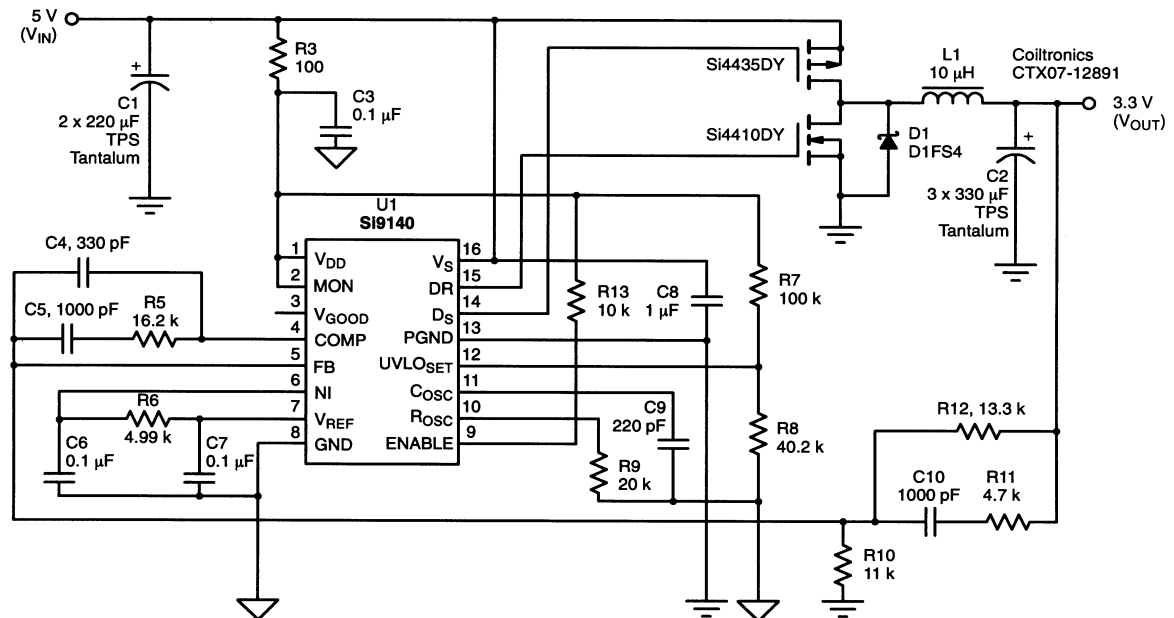 5 V
(VIN)
R3
100
C1
2 x 220 µF
TPS
Tantalum
C3
0.1 µF
Si4435DY
Si4410DY
L1
10 µH
Coiltronics
CTX07-12891
3.3 V
(VOUT)
D1
D1FS4
C2
3 x 330 µF
TPS
Tantalum
U1
Si9140
C4, 330 pF
C5, 1000 pF
R5
16.2 k
1
VDD
2
MON
3
VGOOD
4
COMP
5
FB
6
NI
7
VREF
8
GND
16
VS
15
DR
14
DS
13
PGND
12
UVLOSET
11
COSC
10
ROSC
9
ENABLE
R6
4.99 k
C6
0.1 µF
C7
0.1 µF
R13
10 k
C8
1 µF
R7
100 k
C9
220 pF
R9
20 k
R8
40.2 k
R12, 13.3 k
C10
1000 pF
R11
4.7 k
R10
11 k